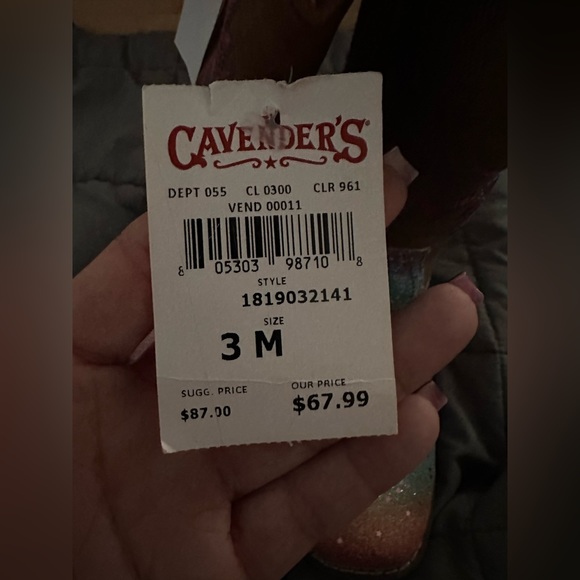 CAVENDER'S®
DEPT 055 CL 0300 CLR 961
VEND 00011
8 05303 98710 8
STYLE
1819032141
SIZE
3 M
SUGG. PRICE OUR PRICE
$87.00 $67.99